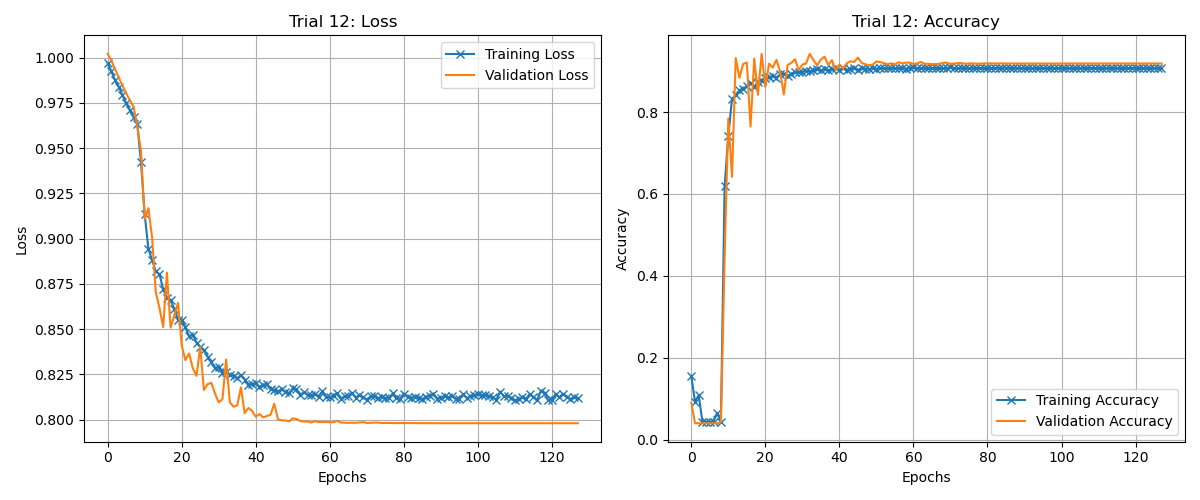 Trial 12: Loss
Training Loss
Validation Loss
1.000
0.975
0.950
0.925
0.900
0.875
0.850
0.825
0.800
Loss
0 20 40 60 80 100 120
Epochs
Trial 12: Accuracy
0.8
0.6
0.4
0.2
0.0
Accuracy
Training Accuracy
Validation Accuracy
0 20 40 60 80 100 120
Epochs